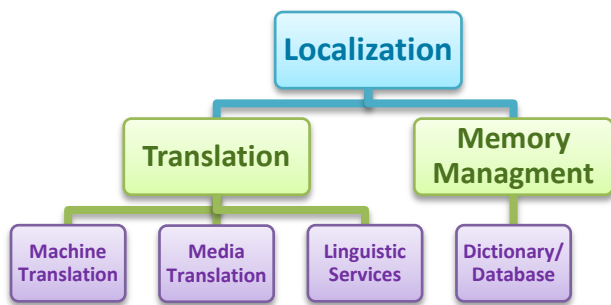 Localization
Translation
Memory
Managment
Machine
Translation
Media
Translation
Linguistic
Services
Dictionary/
Database